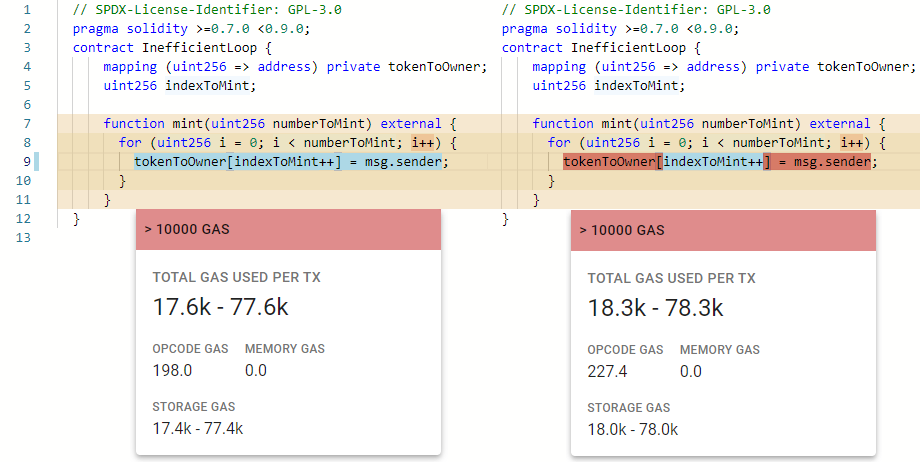 1 // SPDX-License-Identifier: GPL-3.0
2 pragma solidity >=0.7.0 <0.9.0;
3 contract InefficientLoop {
4 mapping (uint256 => address) private tokenToOwner;
5 uint256 indexToMint;
6
7 function mint(uint256 numberToMint) external {
8 for (uint256 i = 0; i < numberToMint; i++) {
9 tokenToOwner[indexToMint++] = msg.sender;
10 }
11 }
12 }
13
> 10000 GAS
TOTAL GAS USED PER TX
17.6k - 77.6k
OPCODE GAS MEMORY GAS
198.0 0.0
STORAGE GAS
17.4k - 77.4k
// SPDX-License-Identifier: GPL-3.0
pragma solidity >=0.7.0 <0.9.0;
contract InefficientLoop {
mapping (uint256 => address) private tokenToOwner;
uint256 indexToMint;
function mint(uint256 numberToMint) external {
for (uint256 i = 0; i < numberToMint; i++) {
tokenToOwner[indexToMint++] = msg.sender;
}
}
}
> 10000 GAS
TOTAL GAS USED PER TX
18.3k - 78.3k
OPCODE GAS MEMORY GAS
227.4 0.0
STORAGE GAS
18.0k - 78.0k